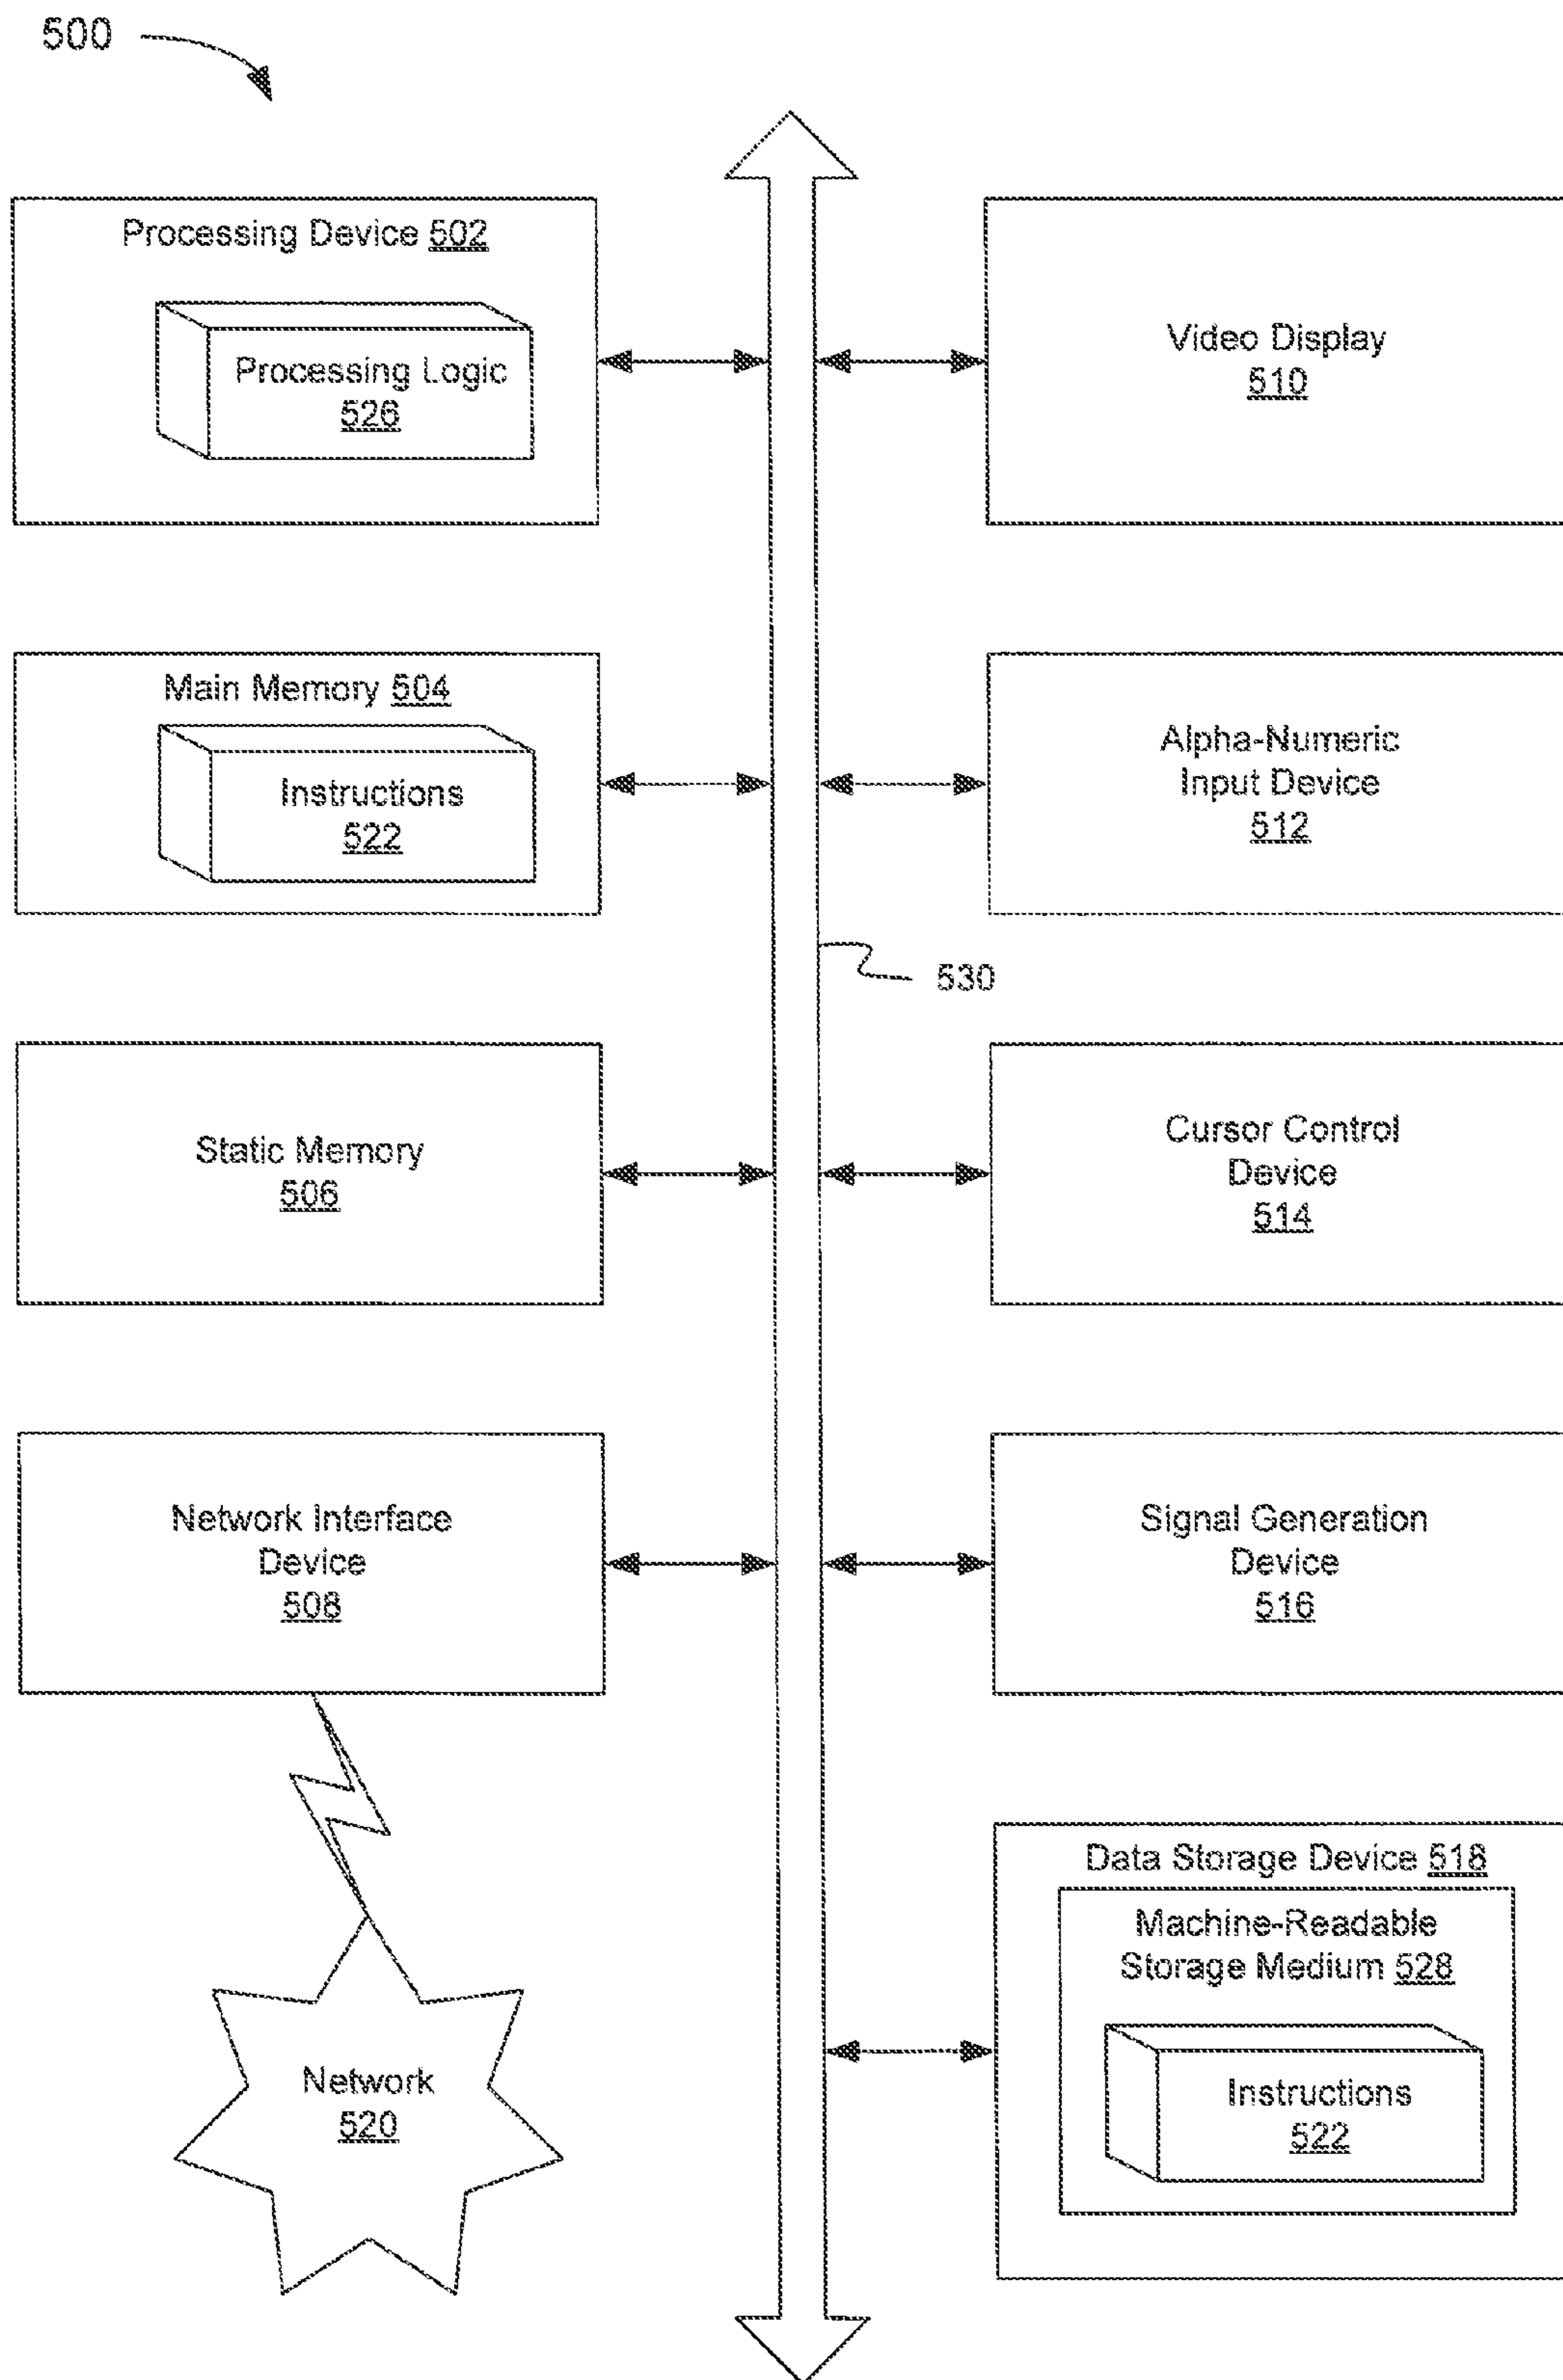 500
Processing Device 502
Processing Logic
526
Video Display
510
Main Memory 504
Instructions
522
Alpha-Numeric
Input Device
512
530
Static Memory
506
Cursor Control
Device
514
Network Interface
Device
508
Signal Generation
Device
516
Data Storage Device 518
Machine-Readable
Storage Medium 528
Instructions
522
Network
520